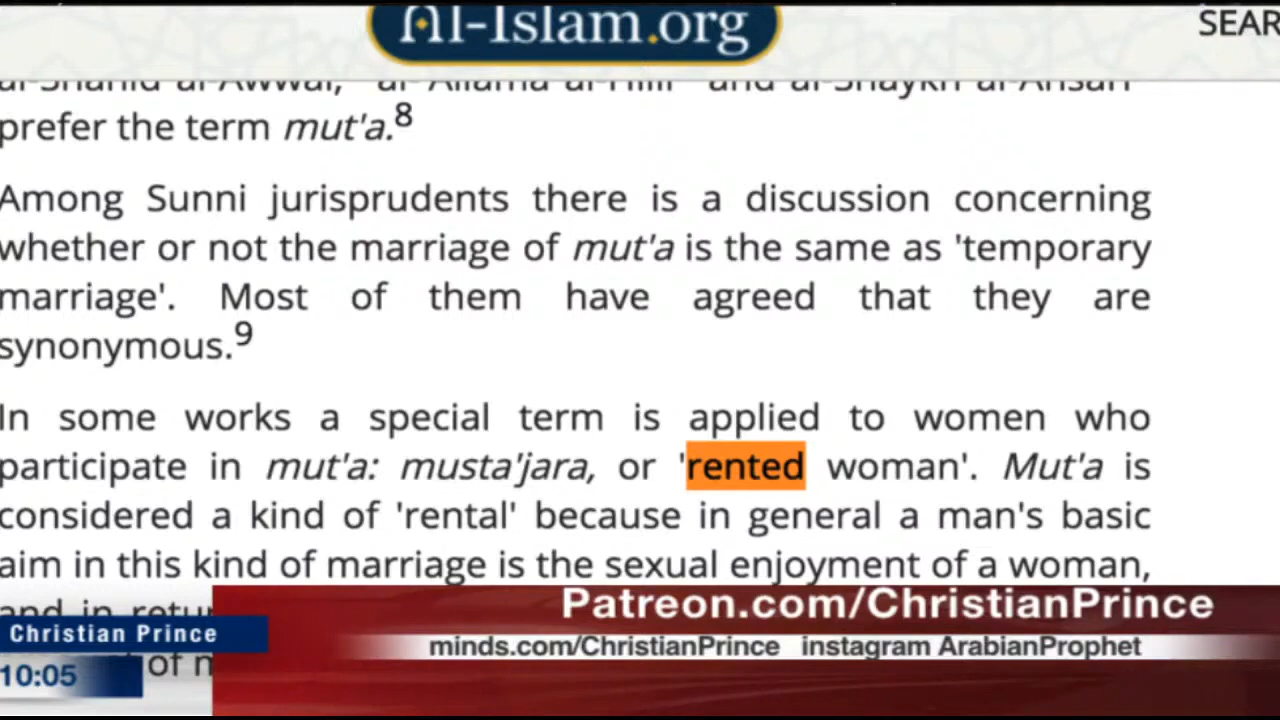 Al-Islam.org
SEAR
prefer the term mut'a.8
Among Sunni jurisprudents there is a discussion concerning
whether or not the marriage of mut'a is the same as 'temporary
marriage'. Most of them have agreed that they are
synonymous.9
In some works a special term is applied to women who
participate in mut'a: musta'jara, or 'rented woman'. Mut'a is
considered a kind of 'rental' because in general a man's basic
aim in this kind of marriage is the sexual enjoyment of a woman,
and in
Patreon.com/ChristianPrince
Christian Prince
minds.com/ChristianPrince instagram ArabianProphet
10:05
of